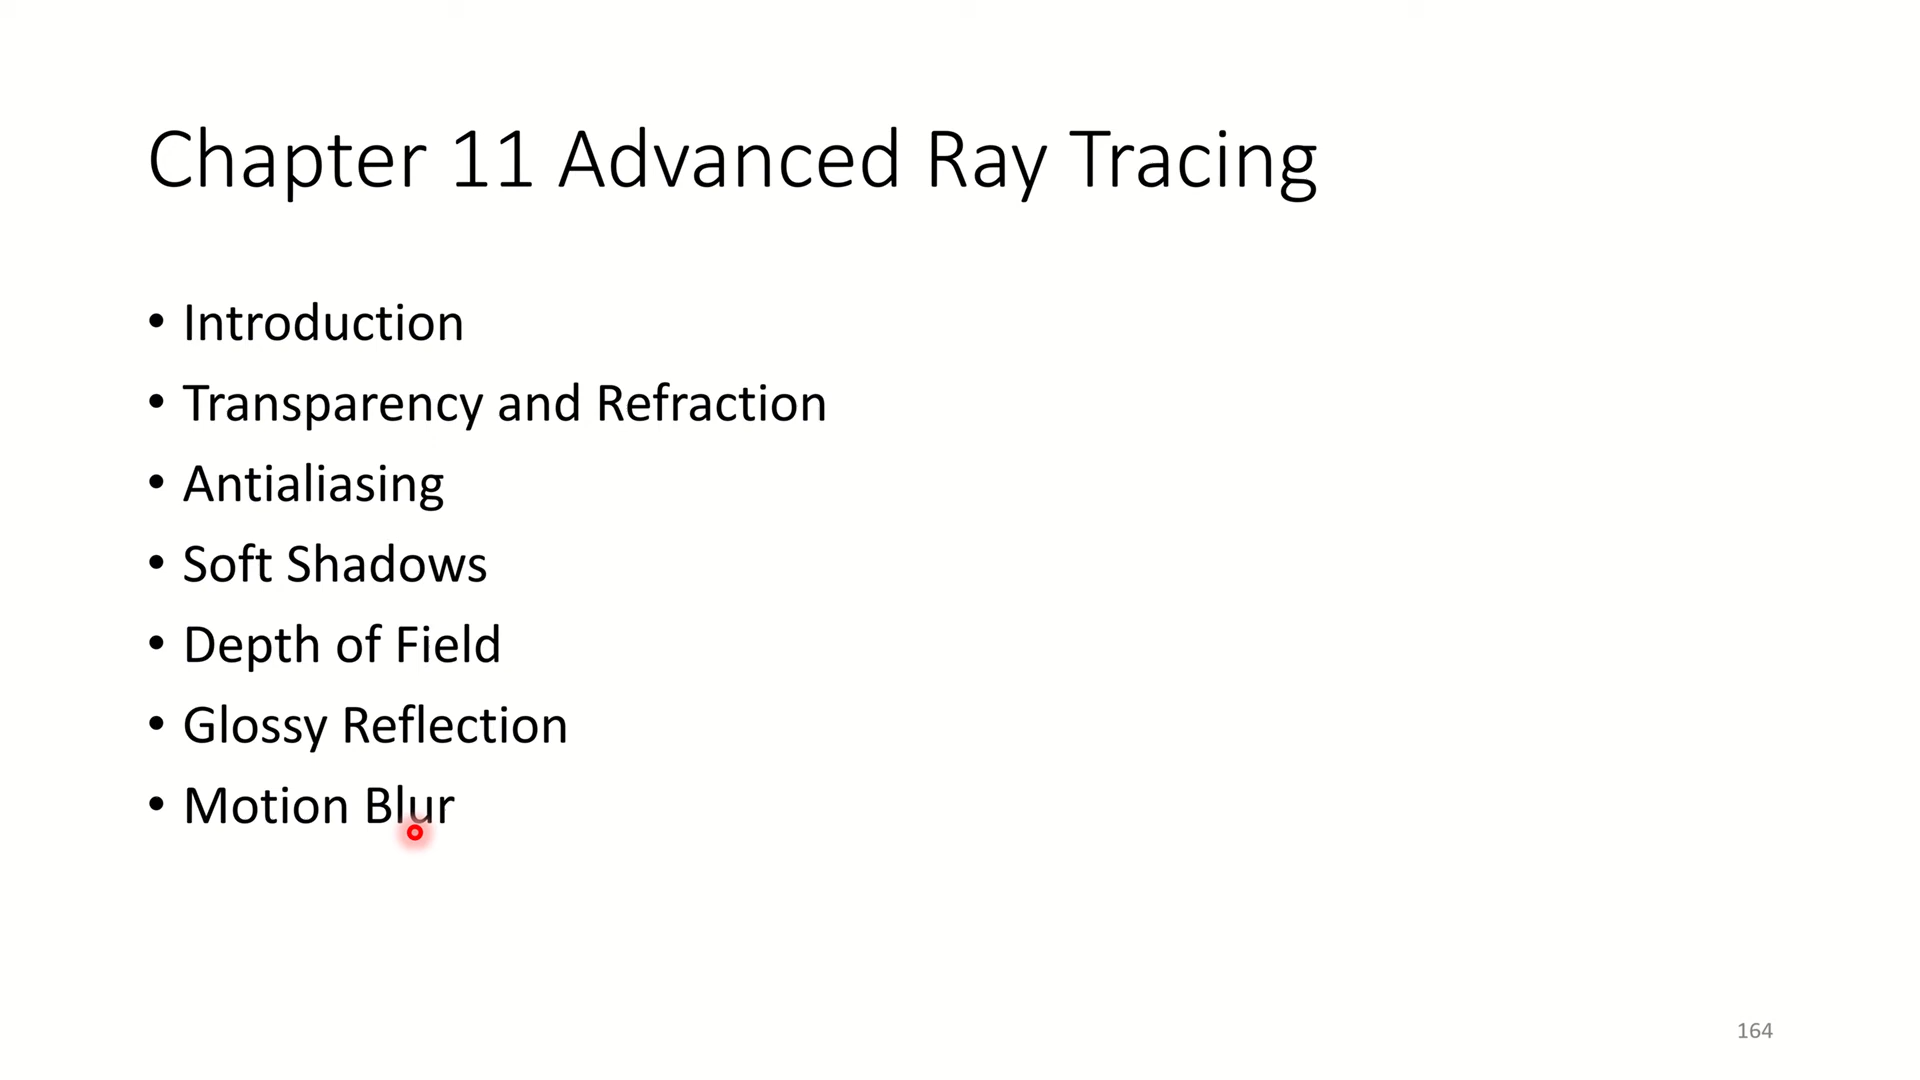 Chapter 11 Advanced Ray Tracing
• Introduction
• Transparency and Refraction
• Antialiasing
• Soft Shadows
• Depth of Field
• Glossy Reflection
• Motion Blur
164